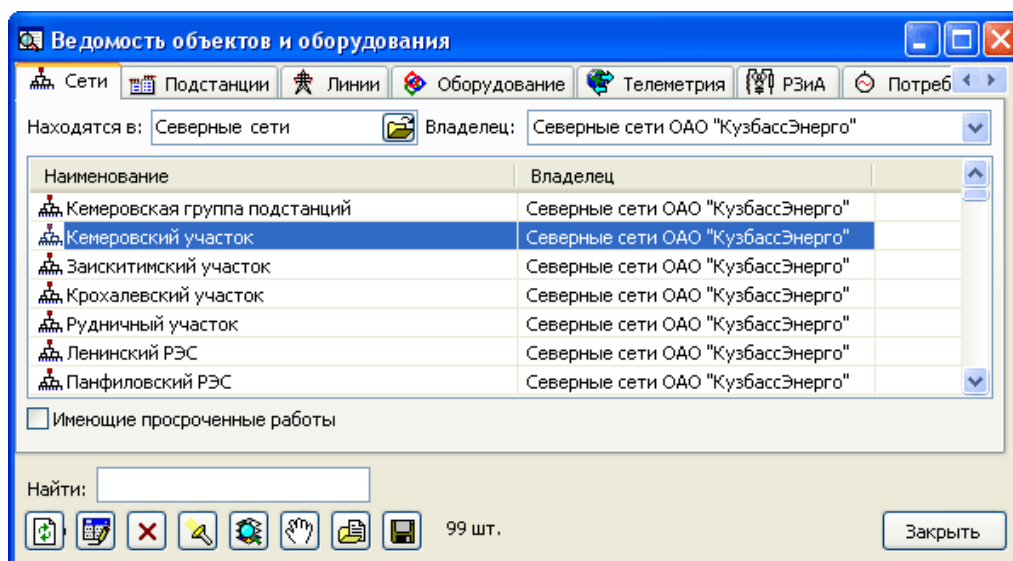 Ведомость объектов и оборудования
Сети Подстанции Линии Оборудование Телеметрия РЗиА Потреб
Находятся в: Северные сети Владелец: Северные сети ОАО "КузбассЭнерго"
Наименование Владелец
Кемеровская группа подстанций Северные сети ОАО "КузбассЭнерго"
Кемеровский участок Северные сети ОАО "КузбассЭнерго"
Заискитимский участок Северные сети ОАО "КузбассЭнерго"
Крохалевский участок Северные сети ОАО "КузбассЭнерго"
Рудничный участок Северные сети ОАО "КузбассЭнерго"
Ленинский РЭС Северные сети ОАО "КузбассЭнерго"
Панфиловский РЭС Северные сети ОАО "КузбассЭнерго"
Имеющие просроченные работы
Найти:
99 шт. Закрыть